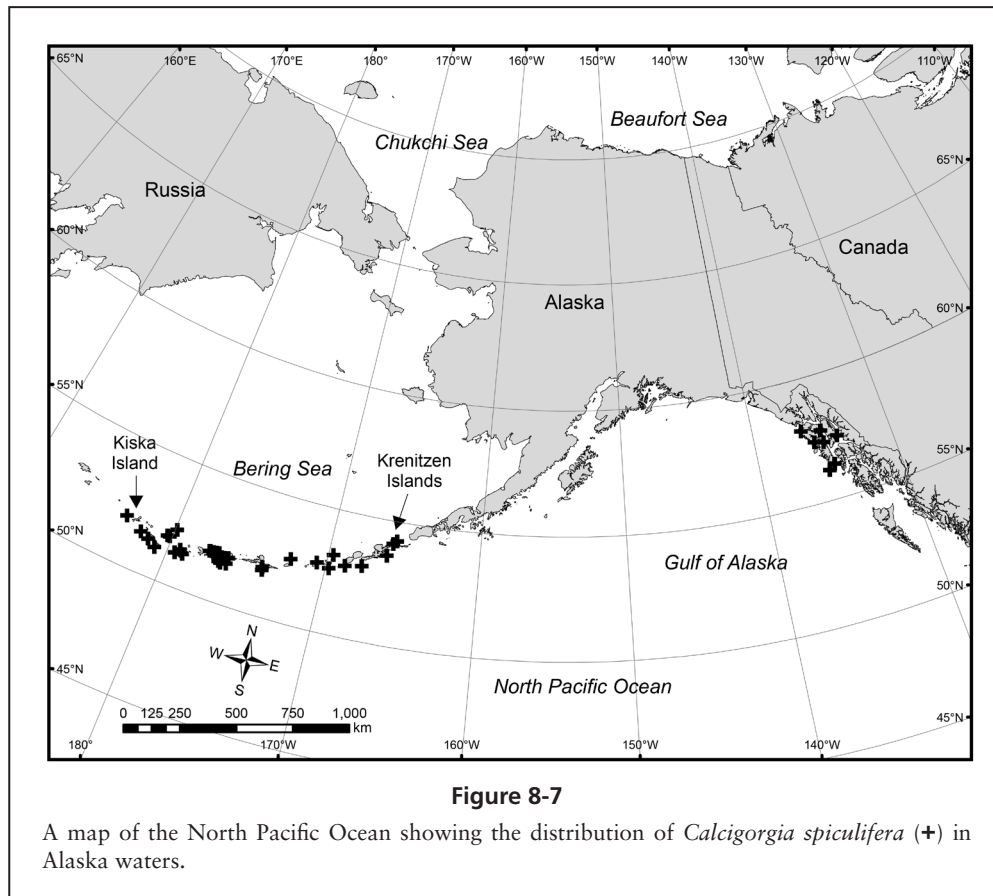 65°N
160°E
170°E
180°
170°W
160°W
150°W
140°W
130°W
120°W
110°W
Beaufort Sea
Chukchi Sea
65°N
Russia
60°N
Canada
Alaska
60°N
55°N
Kiska
Island
Bering Sea
Krenitzen
Islands
55°N
50°N
Gulf of Alaska
50°N
N
W
E
S
45°N
North Pacific Ocean
0 125 250 500 750 1,000
km
45°N
180°
170°W
160°W
150°W
140°W
Figure 8-7
A map of the North Pacific Ocean showing the distribution of Calcigorgia spiculifera (+) in
Alaska waters.